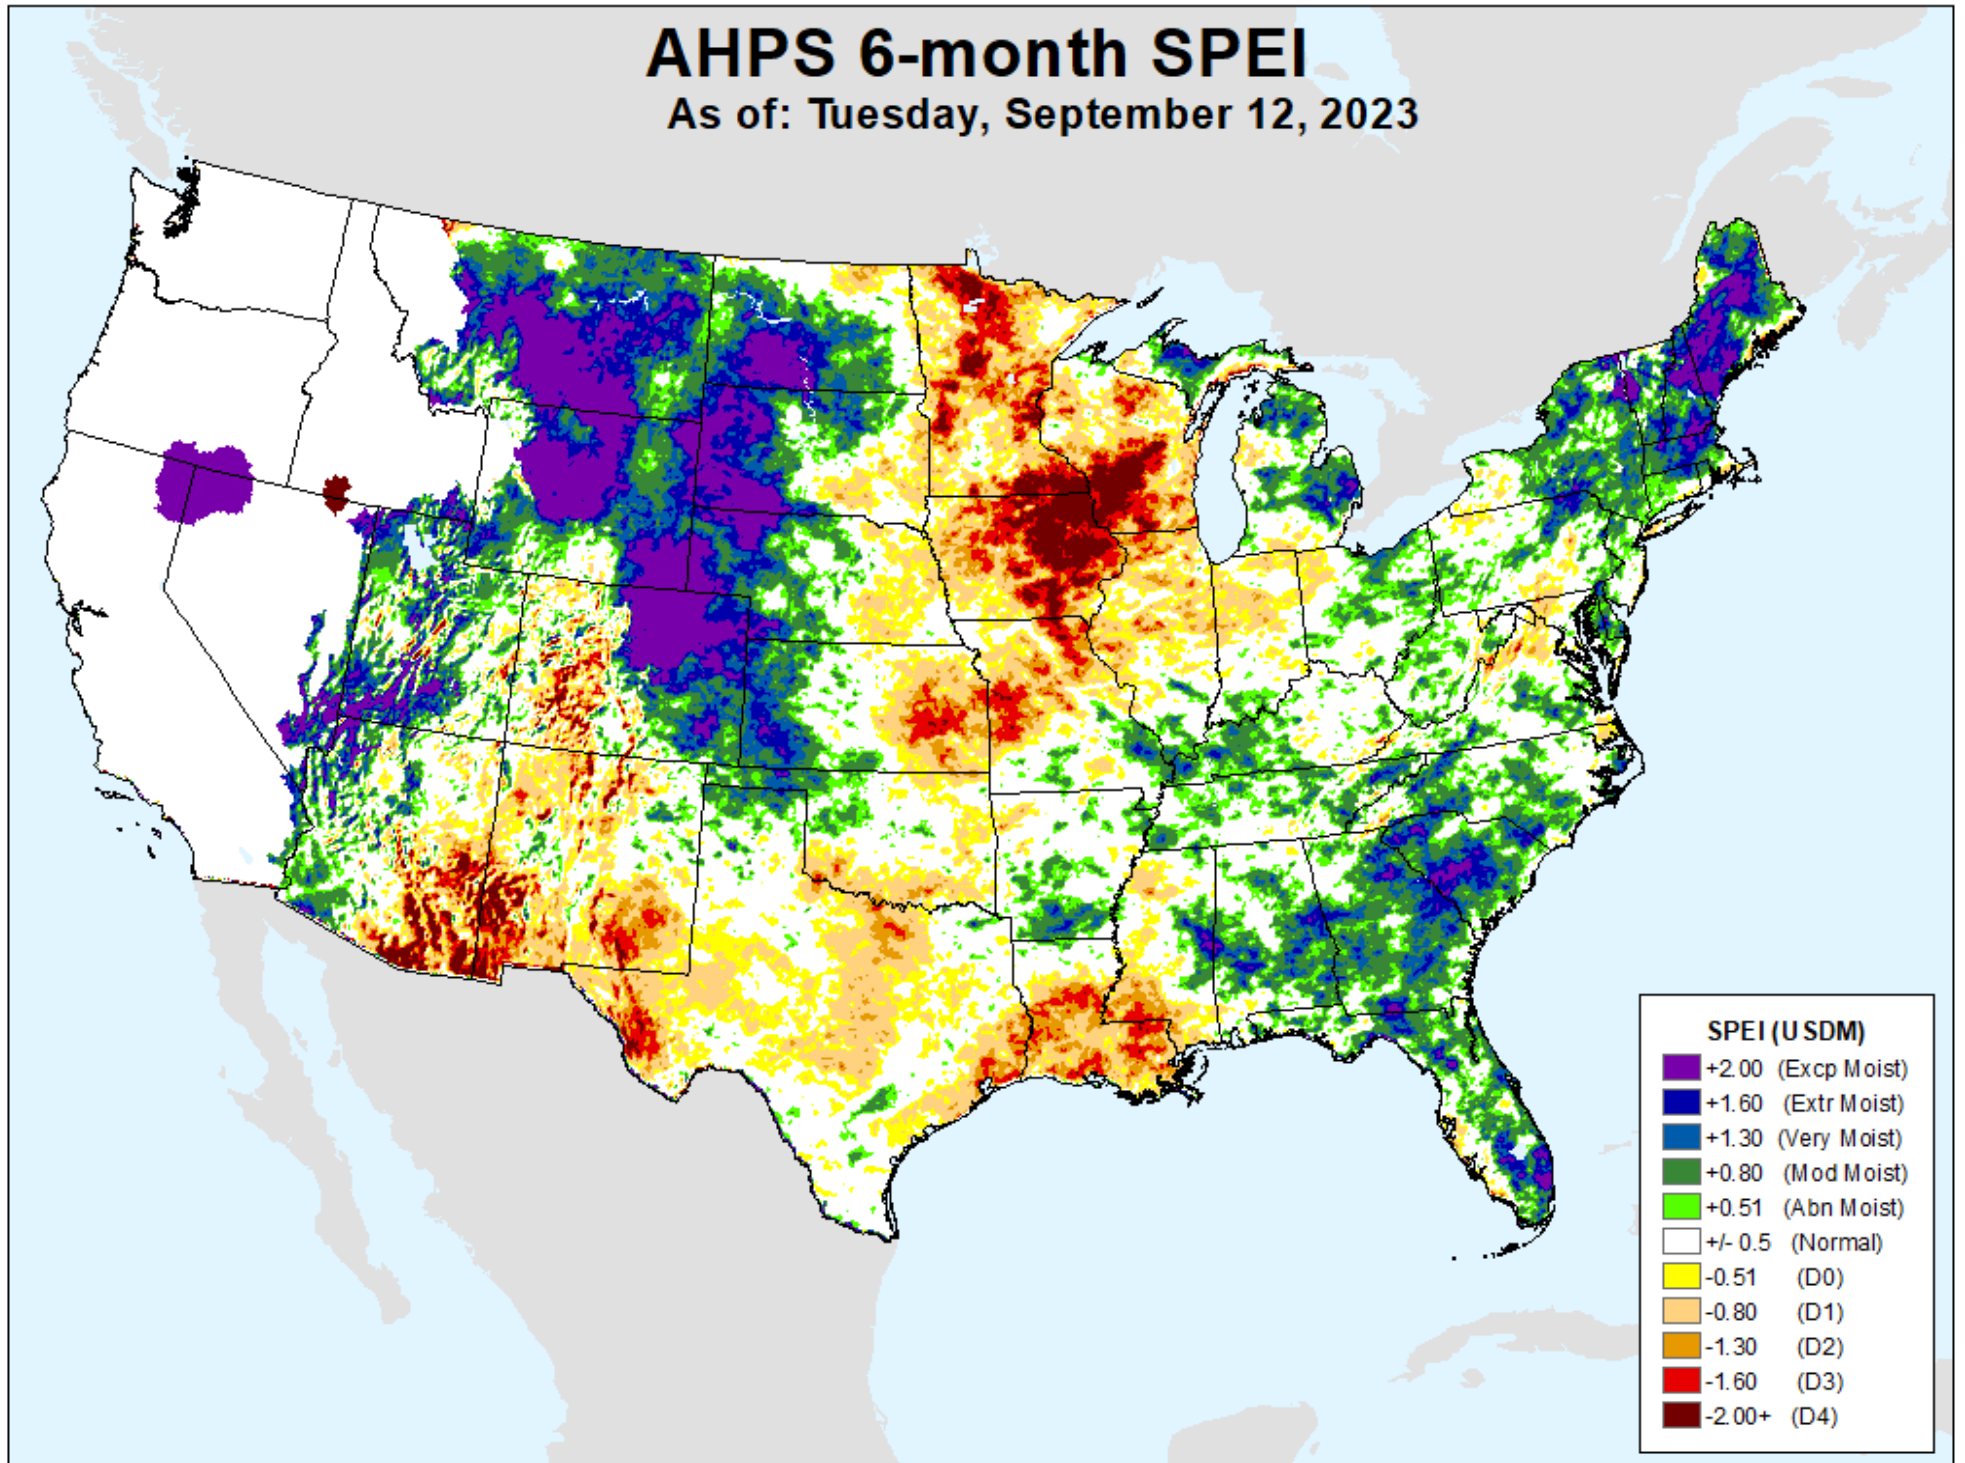 AHPS 6-month SPEI
As of: Tuesday, September 12, 2023
SPEI (USDM)
+2.00 (Excp Moist)
+1.60 (Extr Moist)
+1.30 (Very Moist)
+0.80 (Mod Moist)
+0.51 (Abn Moist)
+/- 0.5 (Normal)
-0.51 (D0)
-0.80 (D1)
-1.30 (D2)
-1.60 (D3)
-2.00+ (D4)